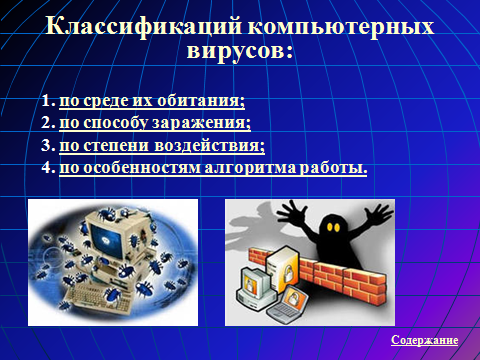 Классификаций компьютерных
вирусов:
1. по среде их обитания;
2. по способу заражения;
3. по степени воздействия;
4. по особенностям алгоритма работы.
Содержание